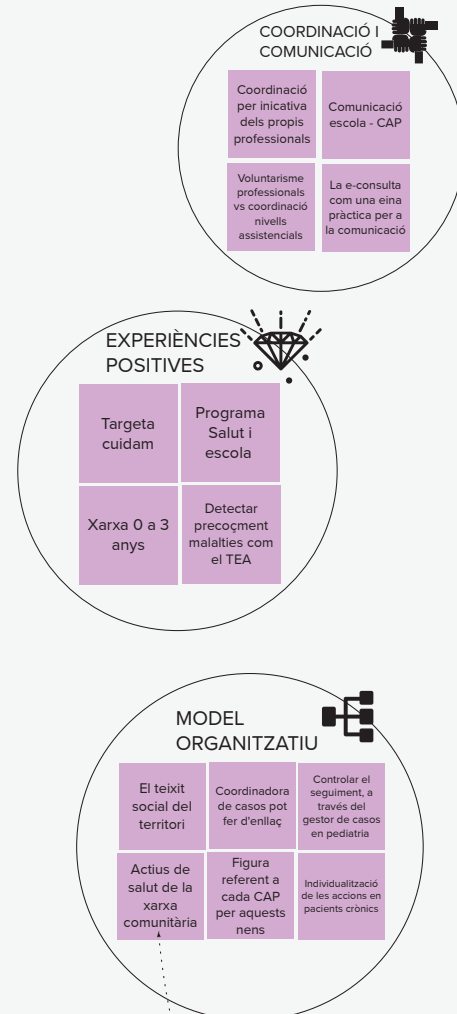 COORDINACIÓ I
COMUNICACIÓ
Coordinació
per inicativa
dels propis
professionals
Comunicació
escola - CAP
Voluntarisme
professionals
vs coordinació
nivells
assistencials
La e-consulta
com una eina
pràctica per a
la comunicació
EXPERIÈNCIES
POSITIVES
Targeta
cuidam
Programa
Salut i
escola
Xarxa 0 a 3
anys
Detectar
precoçment
malalties com
el TEA
MODEL
ORGANITZATIU
El teixit
social del
territori
Coordinadora
de casos pot
fer d'enllaç
Controlar el
seguiment, a
través del
gestor de casos
en pediatria
Actius de
salut de la
xarxa
comunitària
Figura
referent a
cada CAP
per aquests
nens
Individualització
de les accions en
pacients crònics